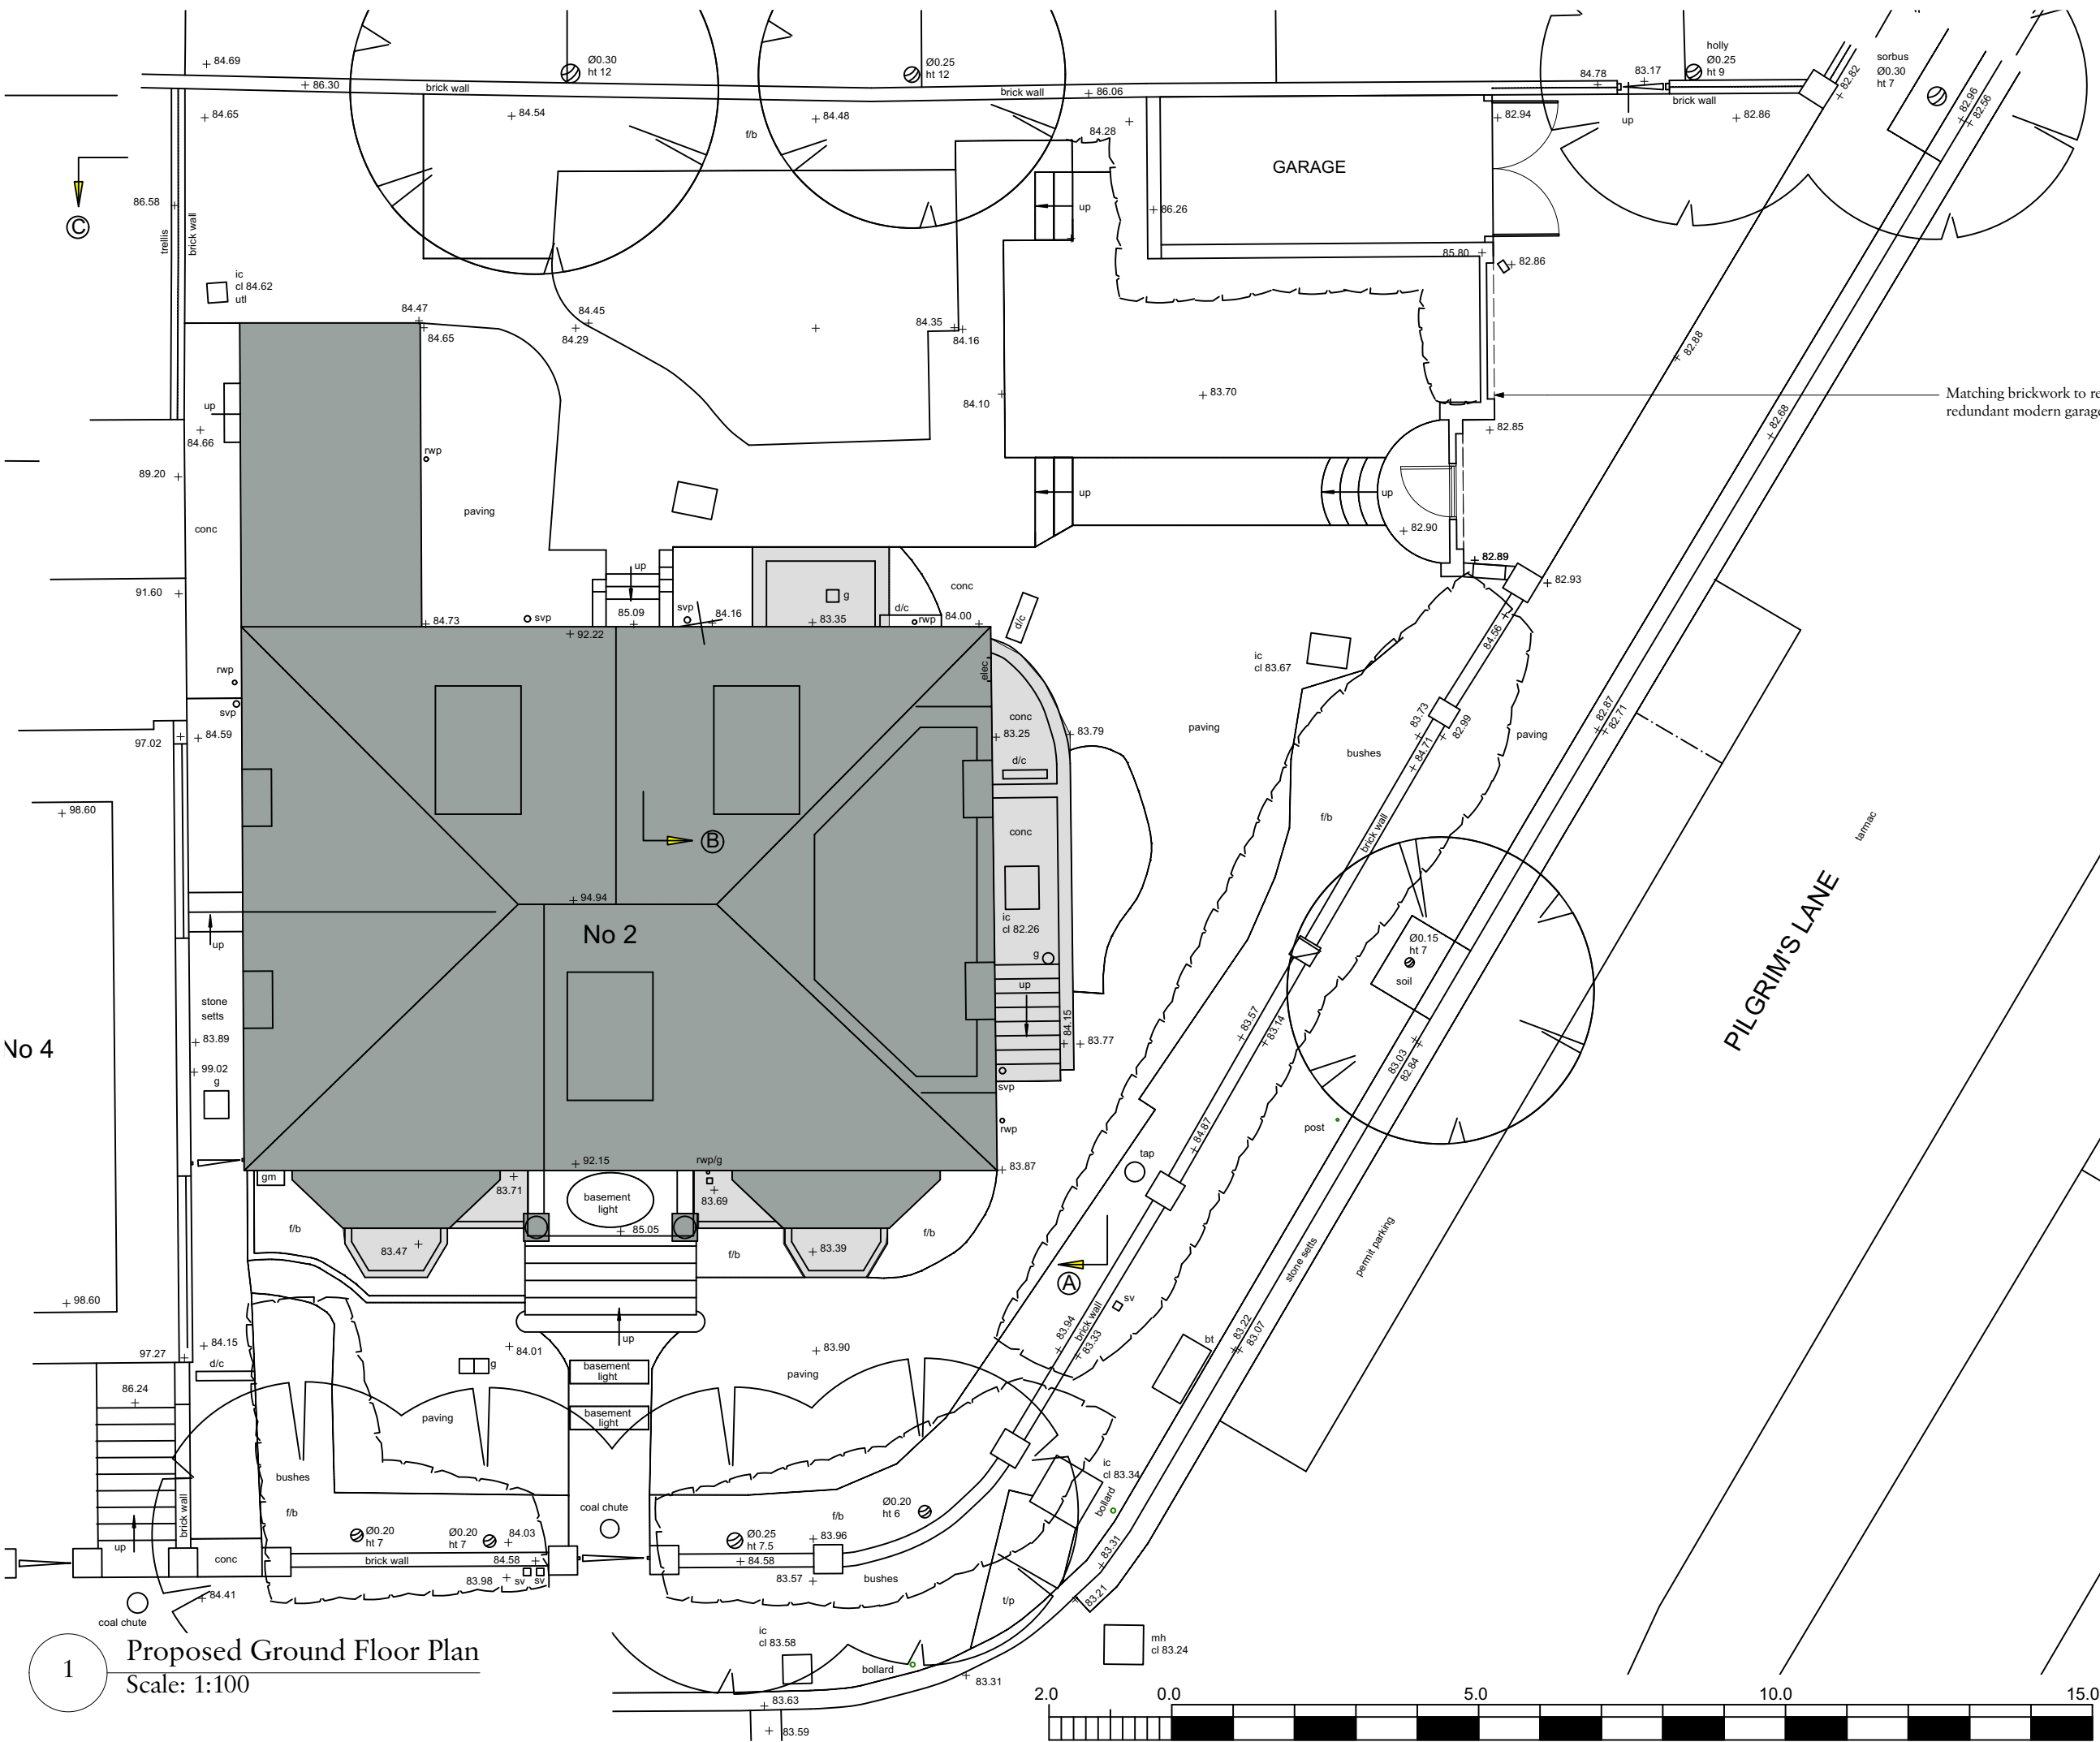 84.69
86.30
brick wall
Ø0.30
ht 12
Ø0.25
ht 12
brick wall
86.06
84.78
83.17
holly
Ø0.25
ht 9
82.82
sorbus
Ø0.30
ht 7
84.65
84.54
f/b
84.48
84.28
82.94
up
brick wall
82.86
82.96
82.56
C
86.58
trellis
brick wall
up
86.26
GARAGE
85.80
82.86
ic
cl 84.62
utl
84.47
84.65
84.45
84.29
84.35
84.16
82.88
up
84.66
84.10
83.70
Matching brickwork to re
redundant modern garage
rwp
82.85
82.68
89.20
conc
paving
up
up
82.90
91.60
up
85.09
svp
84.16
g
83.35
conc
d/c
rwp
84.00
d/c
82.89
82.93
84.73
svp
92.22
84.56
rwp
svp
elec
ic
cl 83.67
97.02
84.59
conc
83.25
83.79
d/c
paving
83.73
84.71
82.99
bushes
paving
82.87
82.71
98.60
B
conc
f/b
brick wall
tarmac
94.94
No 2
ic
cl 82.26
g
up
up
Ø0.15
ht 7
soil
PILGRIM'S LANE
stone
setts
83.89
No 4
99.02
g
84.15
83.77
svp
83.57
83.14
83.03
82.84
rwp
post
84.87
gm
83.71
92.15
rwp/g
83.69
83.87
tap
basement
light
f/b
83.47
85.05
f/b
83.39
f/b
A
stone setts
permit parking
98.60
sv
84.15
97.27
d/c
up
84.01
g
83.90
83.94
brick wall
83.33
bt
83.22
83.07
86.24
basement
light
paving
paving
basement
light
bushes
f/b
ic
cl 83.34
bollard
brick wall
up
Ø0.20
ht 7
Ø0.20
ht 7
84.03
coal chute
Ø0.25
ht 7.5
f/b
83.96
Ø0.20
ht 6
conc
brick wall
84.58
83.98
sv
sv
84.58
83.57
bushes
83.31
83.21
84.41
coal chute
t/p
1
Proposed Ground Floor Plan
Scale: 1:100
ic
cl 83.58
bollard
83.31
mh
cl 83.24
83.63
83.59
2.0
0.0
5.0
10.0
15.0